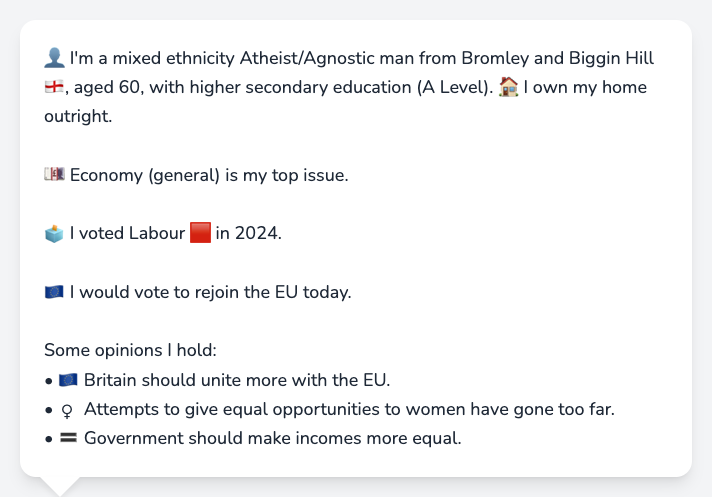 👤 I'm a mixed ethnicity Atheist/Agnostic man from Bromley and Biggin Hill
🏴󠁧󠁢󠁥󠁮󠁧󠁿, aged 60, with higher secondary education (A Level). 🏠 I own my home
outright.
💷 Economy (general) is my top issue.
🗳️ I voted Labour 🟥 in 2024.
🇪🇺 I would vote to rejoin the EU today.
Some opinions I hold:
• 🇪🇺 Britain should unite more with the EU.
• ♀ Attempts to give equal opportunities to women have gone too far.
• 🟰 Government should make incomes more equal.